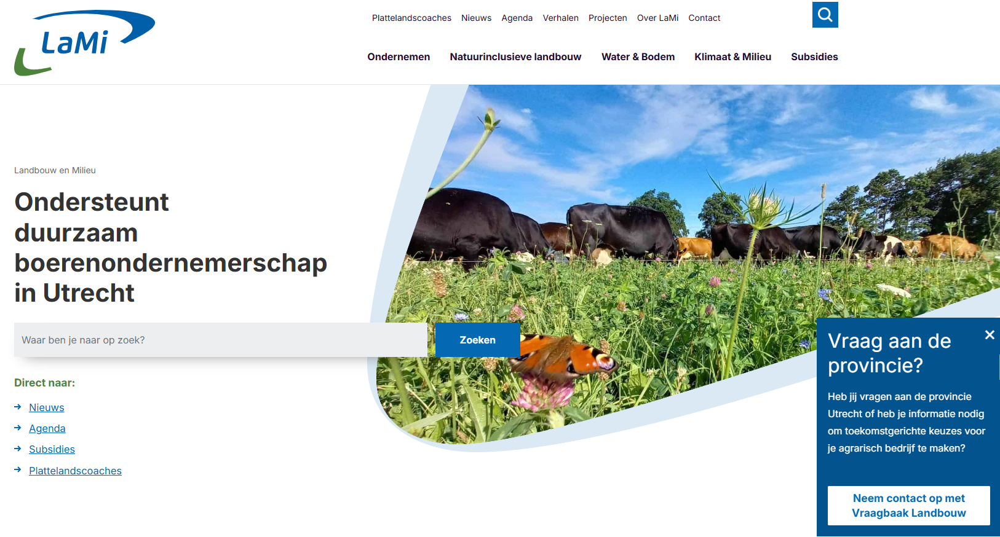 LaMi
Plattelandscoaches Nieuws Agenda Verhalen Projecten Over LaMi Contact
Ondernemen Natuurinclusieve landbouw Water & Bodem Klimaat & Milieu Subsidies
Landbouw en Milieu
Ondersteunt
duurzaam
boerenondernemerschap
in Utrecht
Waar ben je naar op zoek?
Zoeken
Direct naar:
Nieuws
Agenda
Subsidies
Plattelandscoaches
Vraag aan de
provincie?
Heb jij vragen aan de provincie
Utrecht of heb je informatie nodig
om toekomstgerichte keuzes voor
je agrarisch bedrijf te maken?
Neem contact op met
Vraagbaak Landbouw